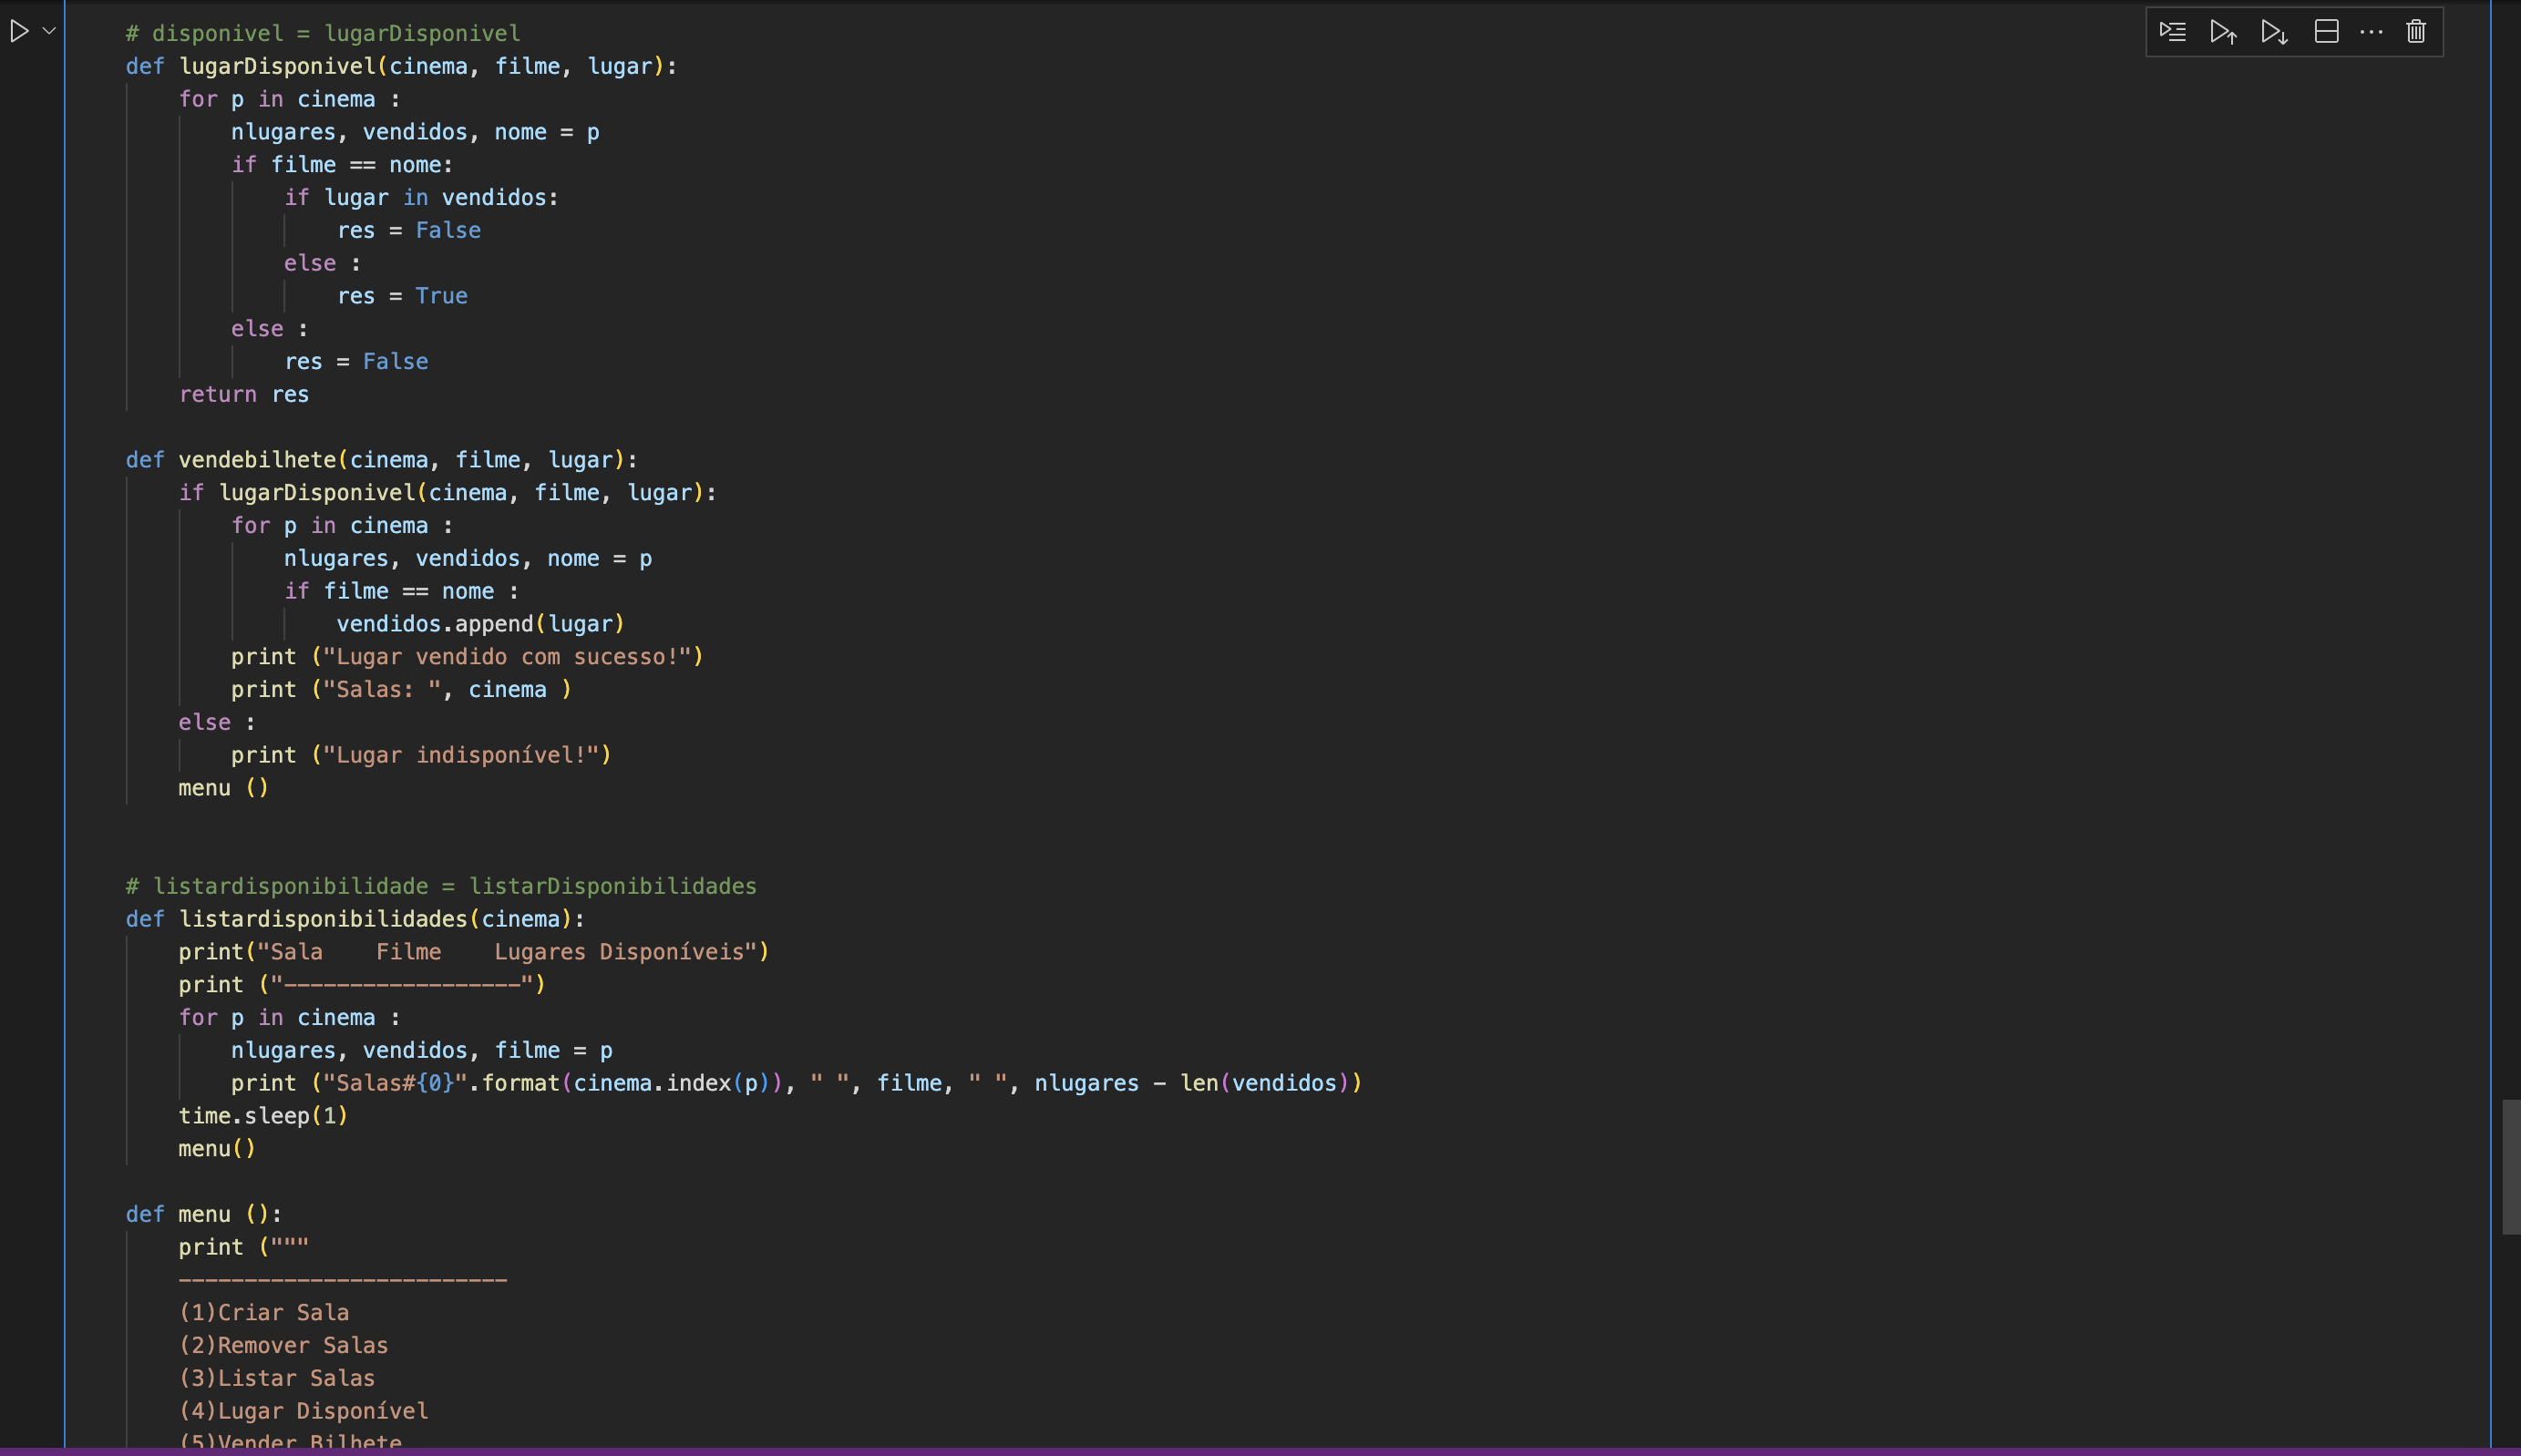 # disponivel = lugarDisponivel
def lugarDisponivel(cinema, filme, lugar):
    for p in cinema :
        nlugares, vendidos, nome = p
        if filme == nome:
            if lugar in vendidos:
                res = False
            else :
                res = True
        else :
            res = False
    return res

def vendebilhete(cinema, filme, lugar):
    if lugarDisponivel(cinema, filme, lugar):
        for p in cinema :
            nlugares, vendidos, nome = p
            if filme == nome :
                vendidos.append(lugar)
        print ("Lugar vendido com sucesso!")
        print ("Salas: ", cinema )
    else :
        print ("Lugar indisponível!")
    menu ()


# listardisponibilidade = listarDisponibilidades
def listardisponibilidades(cinema):
    print("Sala    Filme    Lugares Disponíveis")
    print ("------------------")
    for p in cinema :
        nlugares, vendidos, filme = p
        print ("Salas#{0}".format(cinema.index(p)), " ", filme, " ", nlugares - len(vendidos))
    time.sleep(1)
    menu()

def menu ():
    print ("""
    -------------------------
    (1)Criar Sala
    (2)Remover Salas
    (3)Listar Salas
    (4)Lugar Disponível
    (5)Vender Bilhete